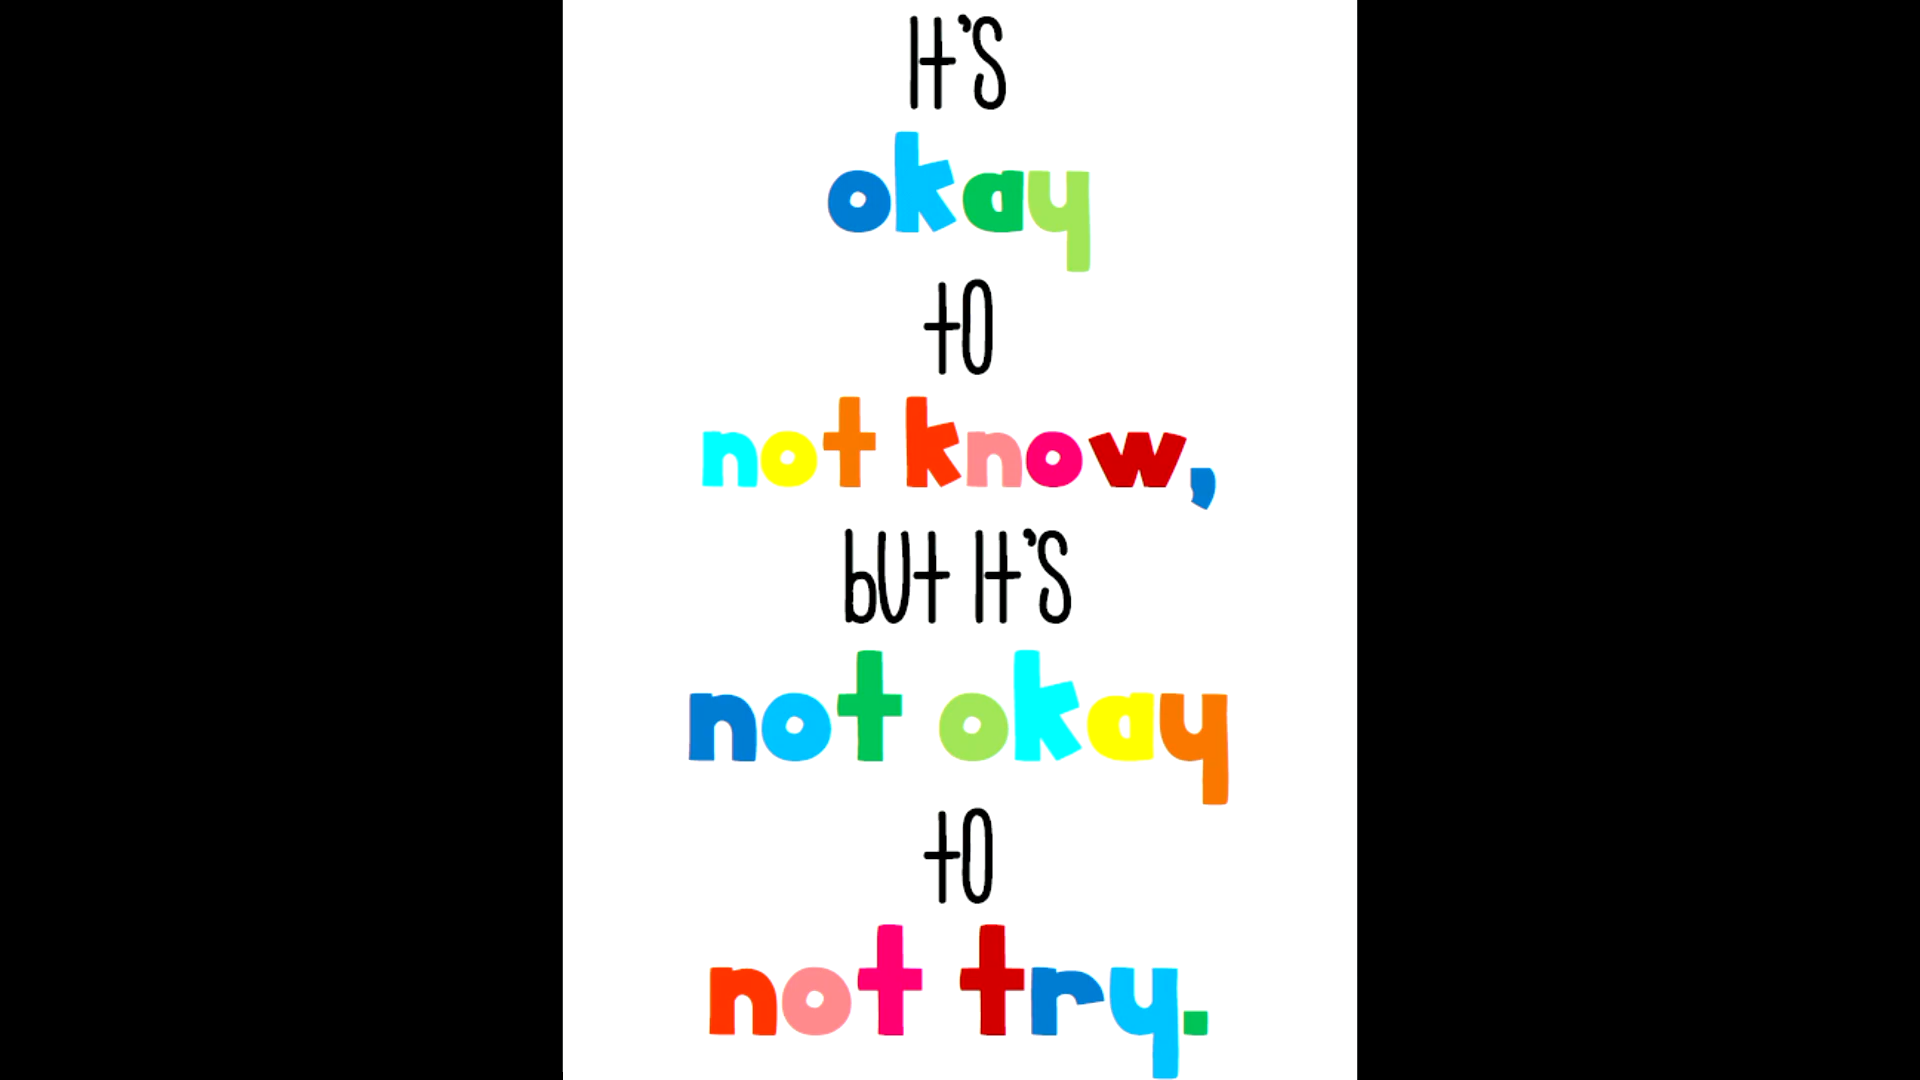 It's
okay
to
not know,
but It's
not okay
to
not try.